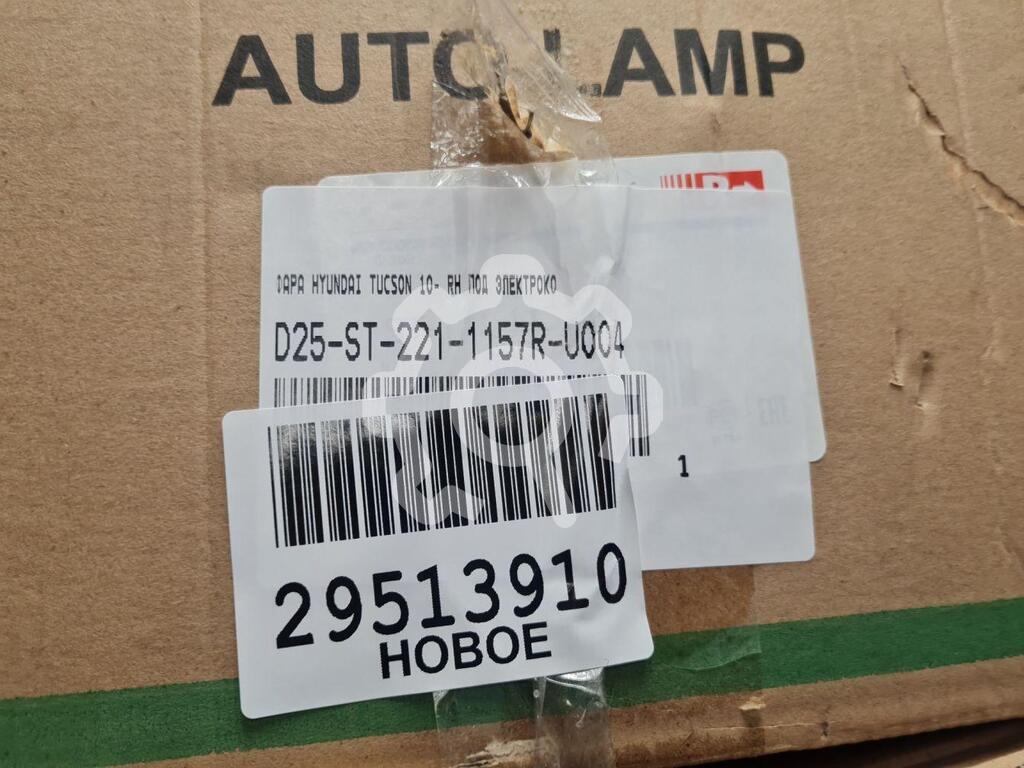 AUTO LAMP
ФАРА HYUNDAI TUCSON 10- RH ПОД ЭЛЕКТРОКО
D25-ST-221-1157R-U004
1
29513910
НОВОЕ